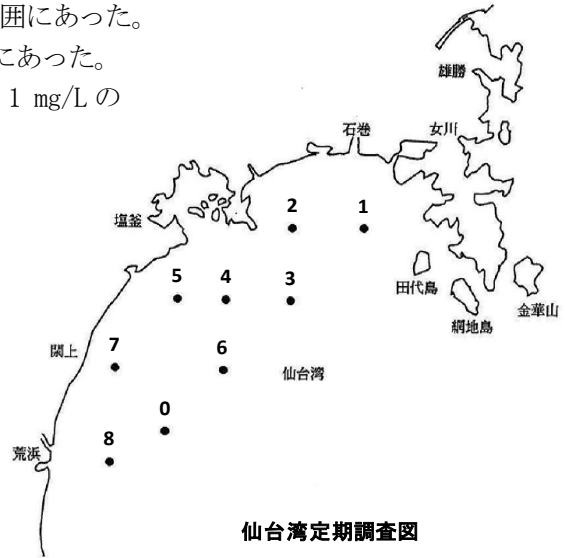 囲にあった。
にあった。
1 mg/L の
雄勝
石巻
女川
塩釜
2
1
5
4
3
田代島
金華山
網地島
閖上
7
6
仙台湾
0
荒浜
8
仙台湾定期調査図